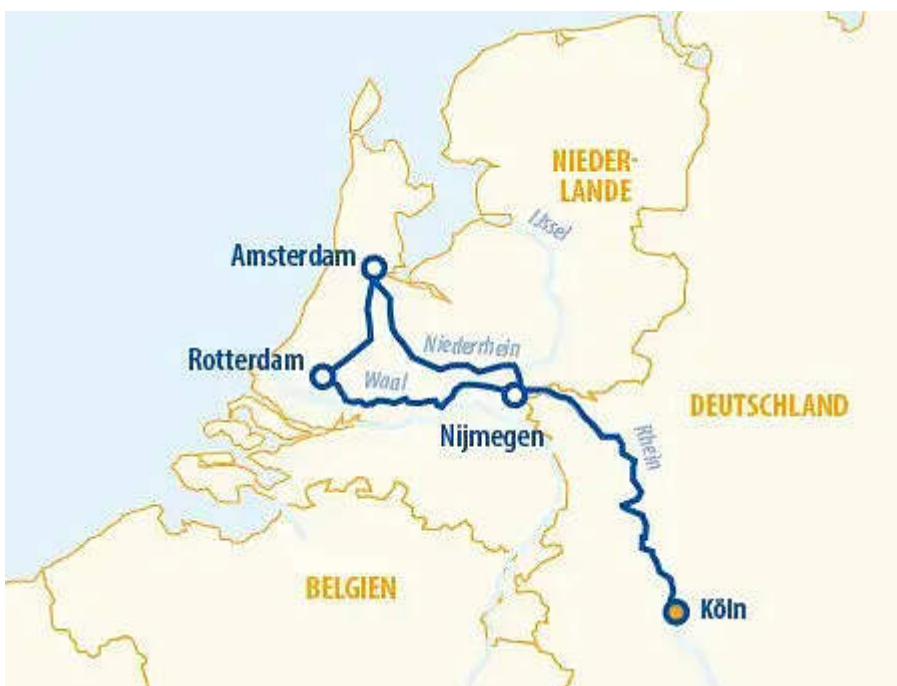 NIEDER-
LANDE
IJssel
Amsterdam
Niederrhein
Rotterdam
Waal
DEUTSCHLAND
Nijmegen
Rhein
BELGIEN
Köln